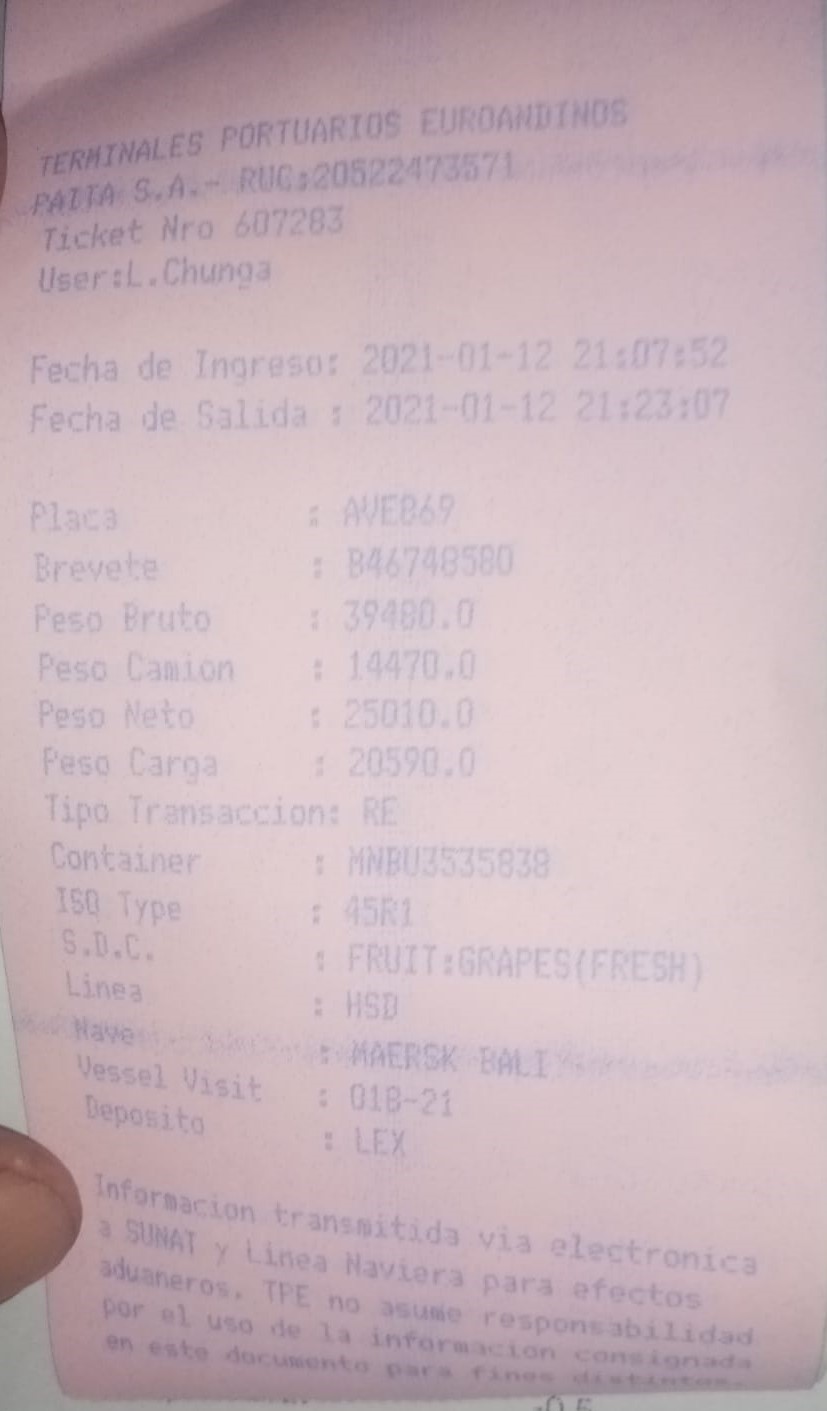 TERMINALES PORTUARIOS EUROANDINOS
PAITA S.A.- RUC:20522473571
Ticket Nro 607283
User:L.Chunga
Fecha de Ingreso: 2021-01-12 21:07:52
Fecha de Salida : 2021-01-12 21:23:07
Placa : AVE869
Brevete : B46748580
Peso Bruto : 39480.0
Peso Camion : 14470.0
Peso Neto : 25010.0
Peso Carga : 20590.0
Tipo Transaccion: RE
Container : MNBU3535838
ISO Type : 45R1
S.D.C. : FRUIT:GRAPES(FRESH)
Linea : HSD
Nave : MAERSK BALI
Vessel Visit : 01B-21
Deposito : LEX
Informacion transmitida via electronica
a SUNAT y Linea Naviera para efectos
aduaneros. TPE no asume responsabilidad
por el uso de la informacion consignada
en este documento para fines distintos.